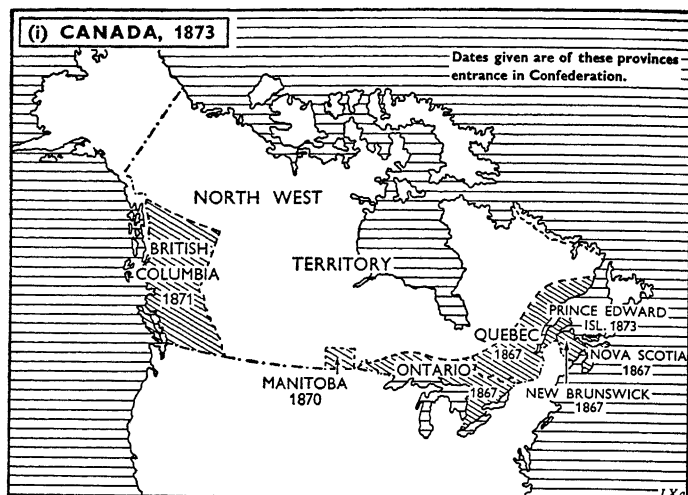 (i) CANADA, 1873
Dates given are of these provinces
entrance in Confederation.
NORTH WEST
TERRITORY
BRITISH
COLUMBIA
1871
MANITOBA
1870
ONTARIO
1867
QUEBEC
1867
PRINCE EDWARD
ISL. 1873
NOVA SCOTIA
1867
NEW BRUNSWICK
1867